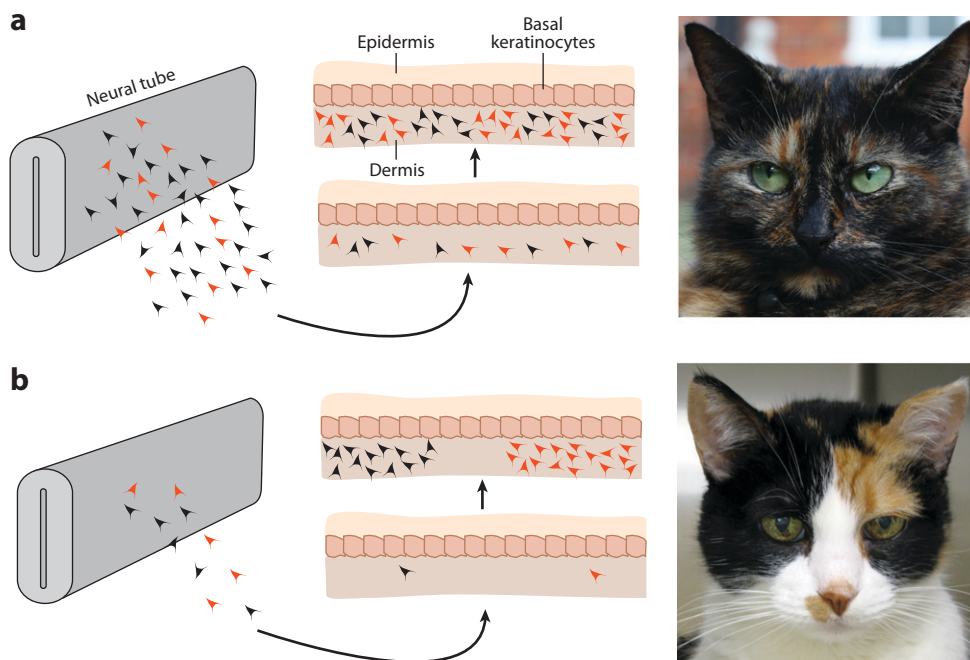 a
Neural tube
Epidermis
Basal
keratinocytes
Dermis
b